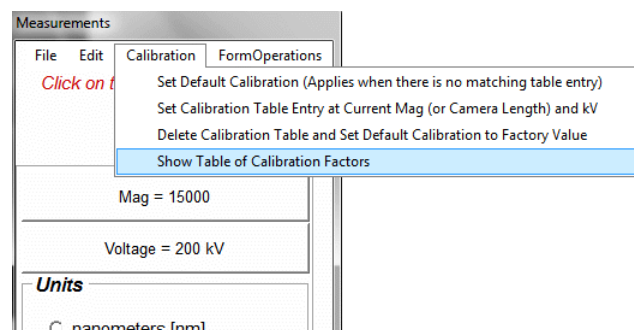 Measurements
File Edit Calibration FormOperations
Click on t
Set Default Calibration (Applies when there is no matching table entry)
Set Calibration Table Entry at Current Mag (or Camera Length) and kV
Delete Calibration Table and Set Default Calibration to Factory Value
Show Table of Calibration Factors
Mag = 15000
Voltage = 200 kV
Units
nanometers [nm]